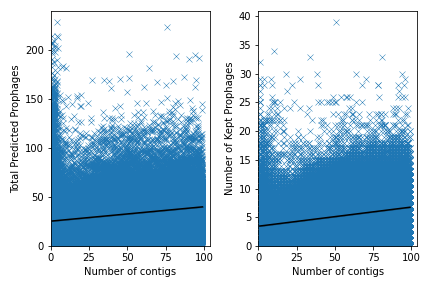 Total Predicted Prophages
200
150
100
50
0
0 25 50 75 100
Number of contigs
Number of Kept Prophages
40
35
30
25
20
15
10
5
0
0 25 50 75 100
Number of contigs